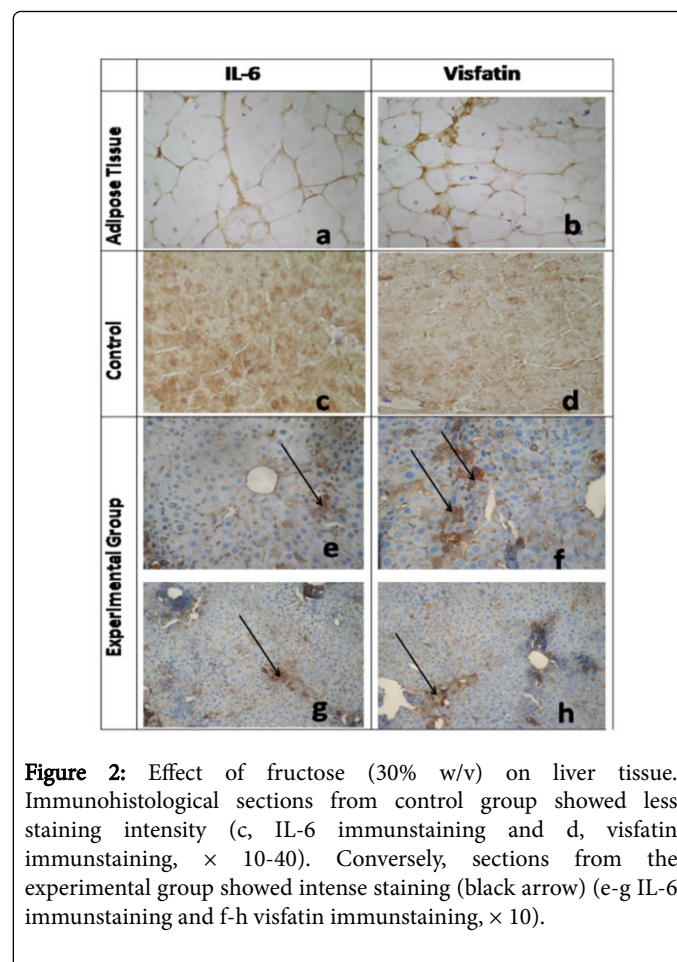 IL-6
Visfatin
Adipose Tissue
a
b
Control
c
d
Experimental Group
e
f
g
h
Figure 2: Effect of fructose (30% w/v) on liver tissue.
Immunohistological sections from control group showed less
staining intensity (c, IL-6 immunstaining and d, visfatin
immunstaining, × 10-40). Conversely, sections from the
experimental group showed intense staining (black arrow) (e-g IL-6
immunstaining and f-h visfatin immunstaining, × 10).